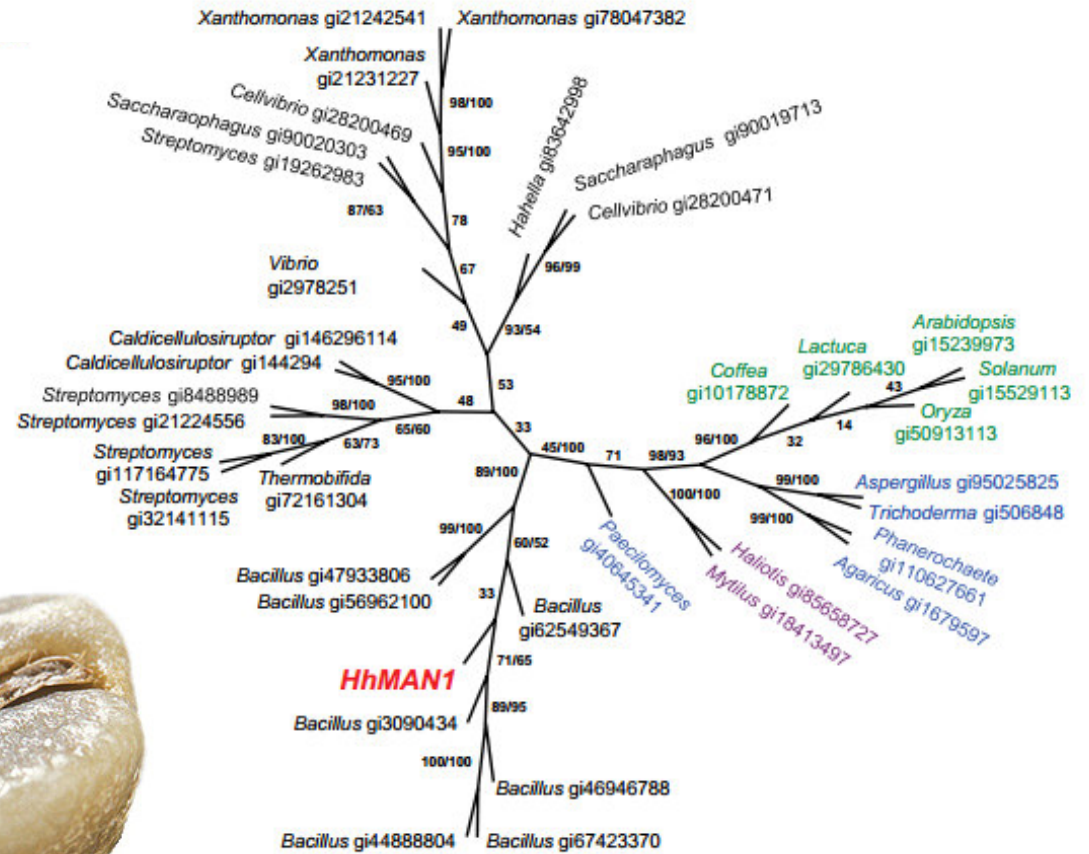 Xanthomonas gi21242541
Xanthomonas gi78047382
Xanthomonas
gi21231227
98/100
Cellvibrio gi28200469
95/100
Saccharaophagus gi90020303
Streptomyces gi19262983
87/63
78
Hahella gi83642998
Saccharaphagus gi90019713
Cellvibrio gi28200471
96/99
Vibrio
gi2978251
67
49
93/54
Caldicellulosiruptor gi146296114
Caldicellulosiruptor gi144294
95/100
53
Streptomyces gi8488989
Streptomyces gi21224556
98/100
48
65/60
33
Streptomyces
gi117164775
83/100
63/73
Streptomyces
gi32141115
Thermobifida
gi72161304
Arabidopsis
gi15239973
Lactuca
gi29786430
Solanum
gi15529113
Coffea
gi10178872
43
Oryza
gi50913113
14
32
96/100
45/100
71
98/93
99/100
Aspergillus gi95025825
Trichoderma gi506848
100/100
99/100
Phanerochaete
gi110627661
Agaricus gi1679597
Haliotis gi85658727
Mytilus gi18413497
Paecilomyces
gi40645341
89/100
99/100
60/52
Bacillus gi47933806
Bacillus gi56962100
33
Bacillus
gi62549367
71/65
HhMAN1
Bacillus gi3090434
89/95
100/100
Bacillus gi46946788
Bacillus gi44888804
Bacillus gi67423370